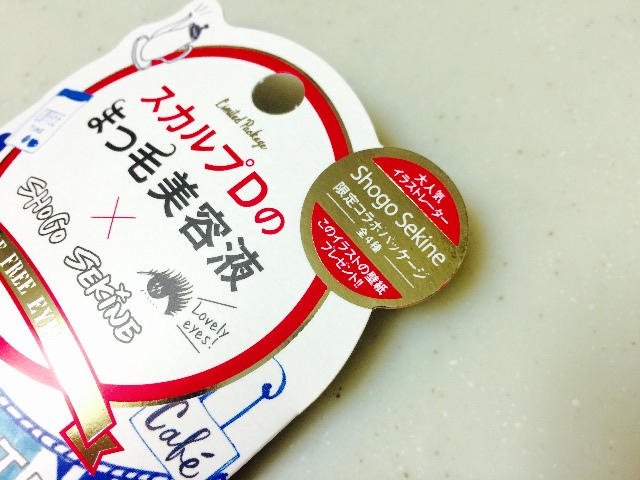 Limited Package
スカルプDの
まつ毛美容液
×
SHOGO SEKINE
Lovely
eyes!
大人気
イラストレーター
Shogo Sekine
限定コラボパッケージ
全4種
このイラストの壁紙
プレゼント!!
FREE
Café